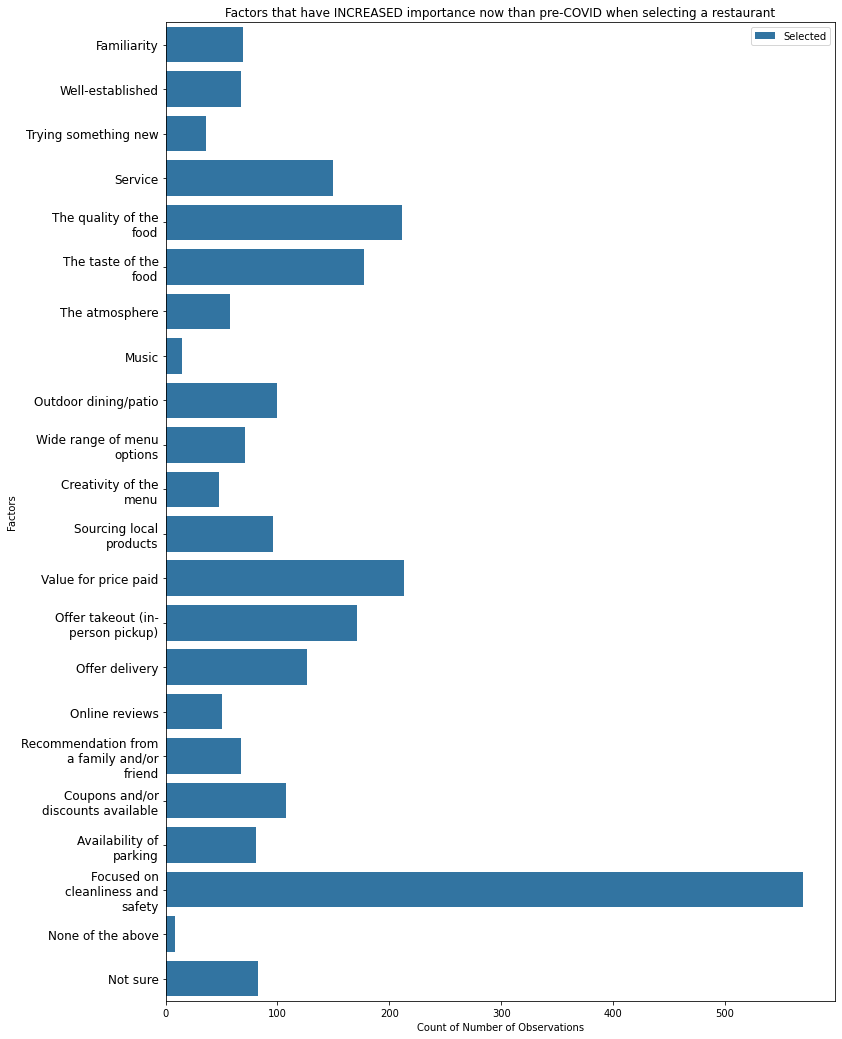 Factors that have INCREASED importance now than pre-COVID when selecting a restaurant
Selected
Familiarity
Well-established
Trying something new
Service
The quality of the
food
The taste of the
food
The atmosphere
Music
Outdoor dining/patio
Wide range of menu
options
Creativity of the
menu
Sourcing local
products
Value for price paid
Offer takeout (in-
person pickup)
Offer delivery
Online reviews
Recommendation from
a family and/or
friend
Coupons and/or
discounts available
Availability of
parking
Focused on
cleanliness and
safety
None of the above
Not sure
Factors
0 100 200 300 400 500
Count of Number of Observations